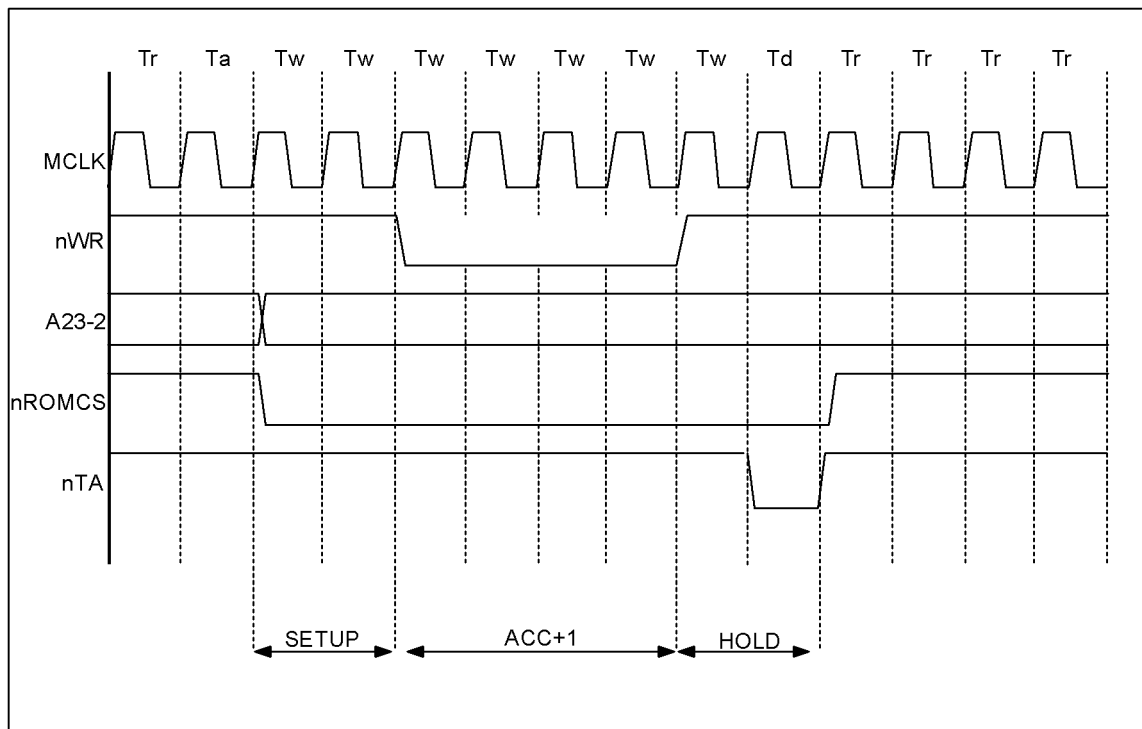 Tr Ta Tw Tw Tw Tw Tw Tw Tw Td Tr Tr Tr Tr
MCLK
nWR
A23-2
nROMCS
nTA
SETUP ACC+1 HOLD